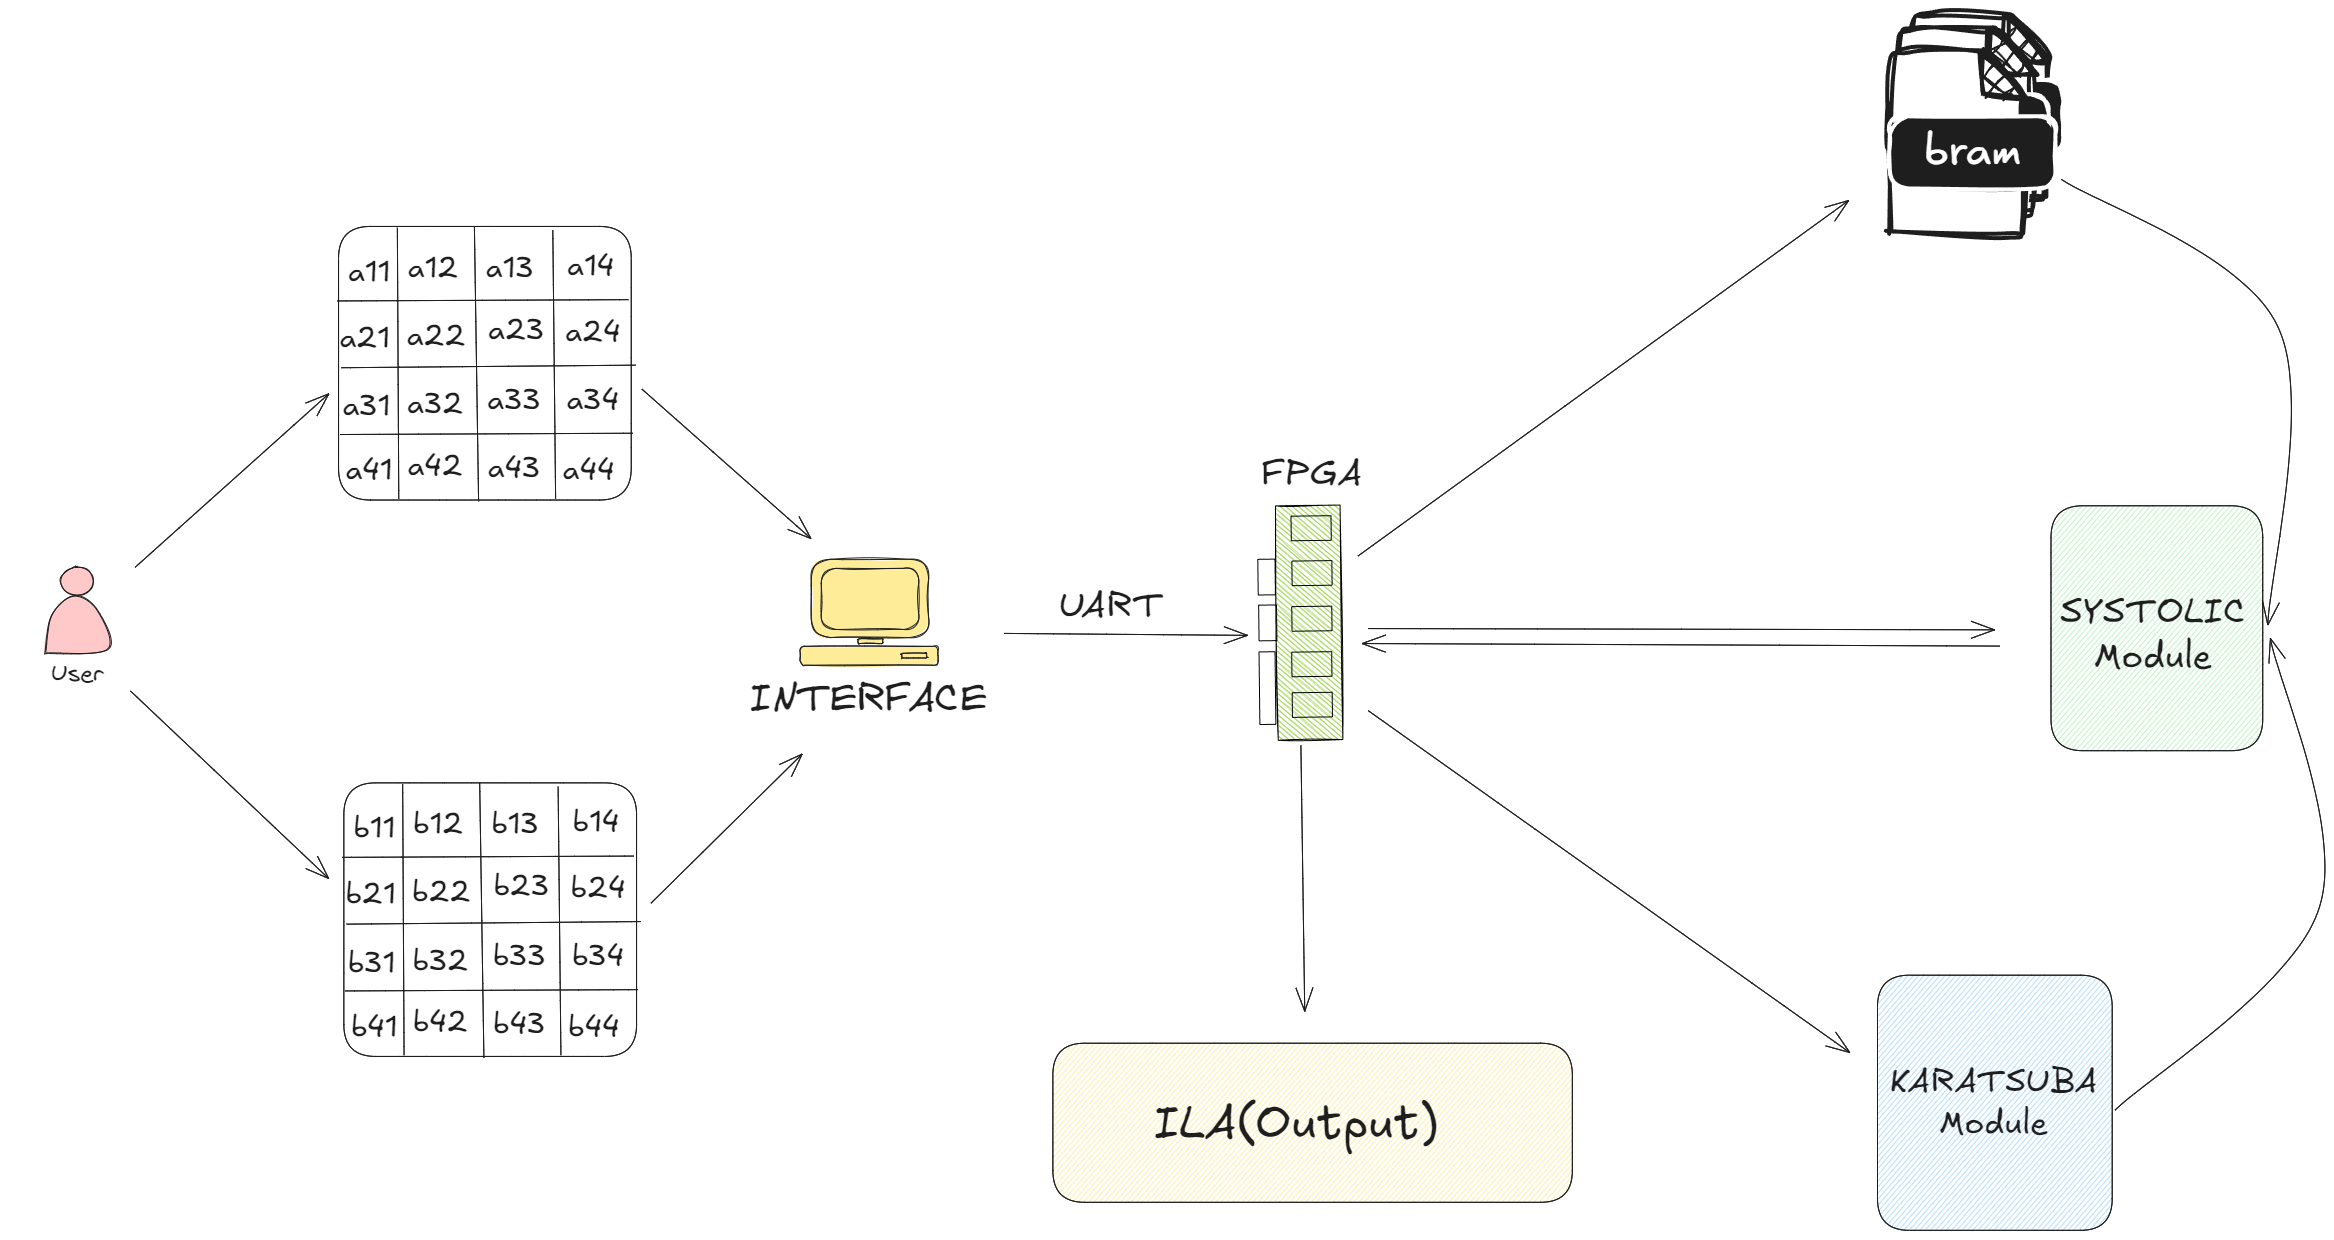 bram
a11 a12 a13 a14
a21 a22 a23 a24
a31 a32 a33 a34
a41 a42 a43 a44
User
INTERFACE
UART
FPGA
SYSTOLIC
Module
b11 b12 b13 b14
b21 b22 b23 b24
b31 b32 b33 b34
b41 b42 b43 b44
ILA(Output)
KARATSUBA
Module